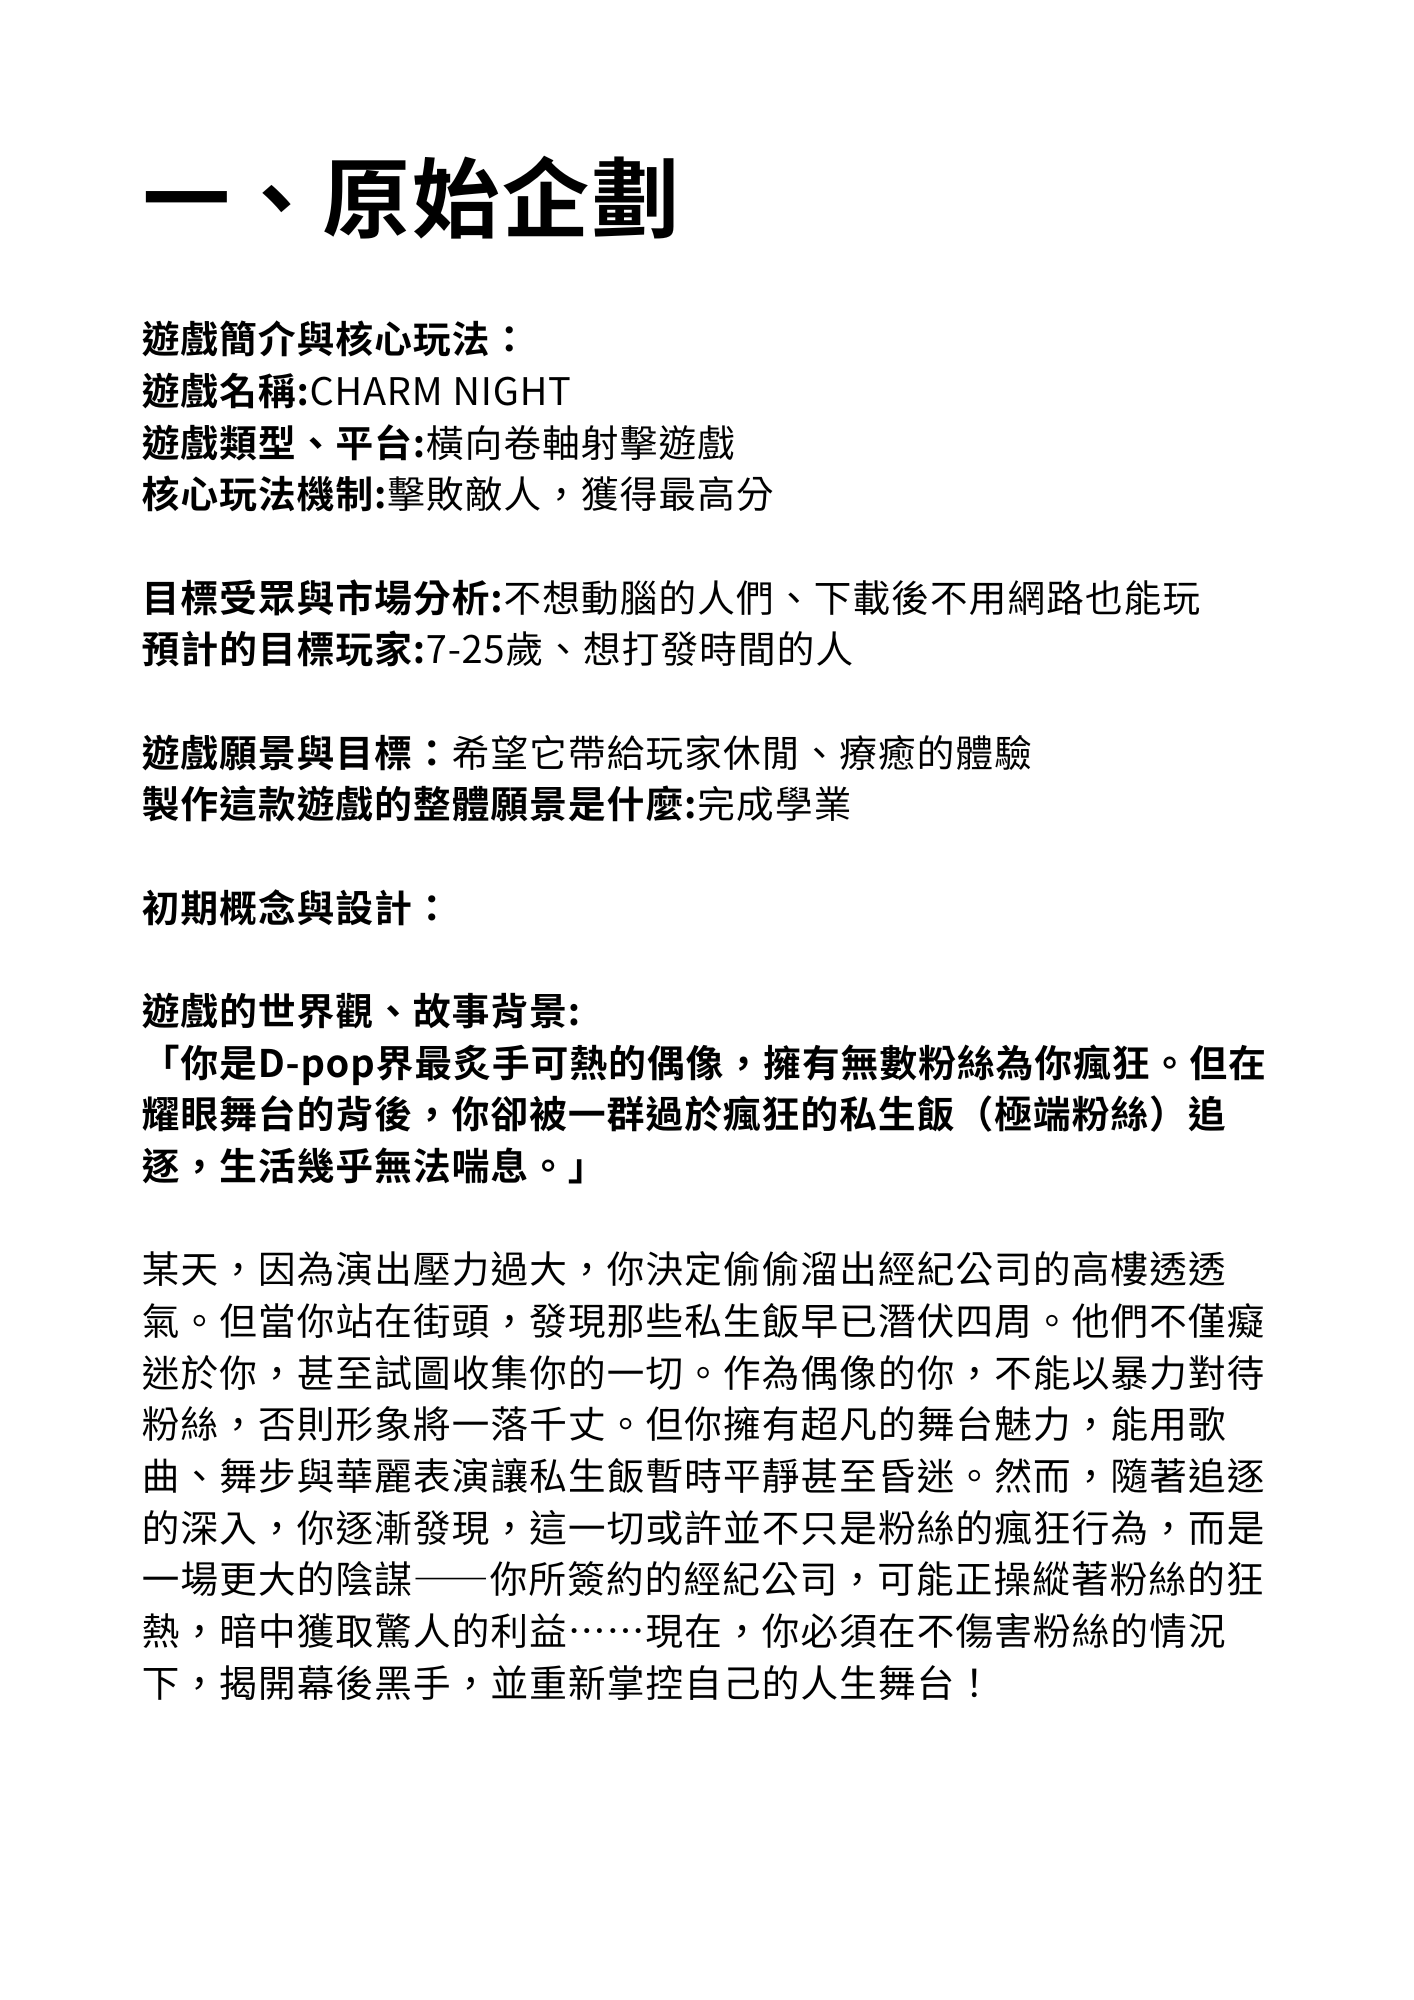 一、原始企劃
遊戲簡介與核心玩法：
遊戲名稱:CHARM NIGHT
遊戲類型、平台:橫向卷軸射擊遊戲
核心玩法機制:擊敗敵人，獲得最高分
目標受眾與市場分析:不想動腦的人們、下載後不用網路也能玩
預計的目標玩家:7-25歲、想打發時間的人
遊戲願景與目標：希望它帶給玩家休閒、療癒的體驗
製作這款遊戲的整體願景是什麼:完成學業
初期概念與設計：
遊戲的世界觀、故事背景:
「你是D-pop界最炙手可熱的偶像，擁有無數粉絲為你瘋狂。但在
耀眼舞台的背後，你卻被一群過於瘋狂的私生飯（極端粉絲）追
逐，生活幾乎無法喘息。」
某天，因為演出壓力過大，你決定偷偷溜出經紀公司的高樓透透
氣。但當你站在街頭，發現那些私生飯早已潛伏四周。他們不僅癡
迷於你，甚至試圖收集你的一切。作為偶像的你，不能以暴力對待
粉絲，否則形象將一落千丈。但你擁有超凡的舞台魅力，能用歌
曲、舞步與華麗表演讓私生飯暫時平靜甚至昏迷。然而，隨著追逐
的深入，你逐漸發現，這一切或許並不只是粉絲的瘋狂行為，而是
一場更大的陰謀——你所簽約的經紀公司，可能正操縱著粉絲的狂
熱，暗中獲取驚人的利益……現在，你必須在不傷害粉絲的情況
下，揭開幕後黑手，並重新掌控自己的人生舞台！